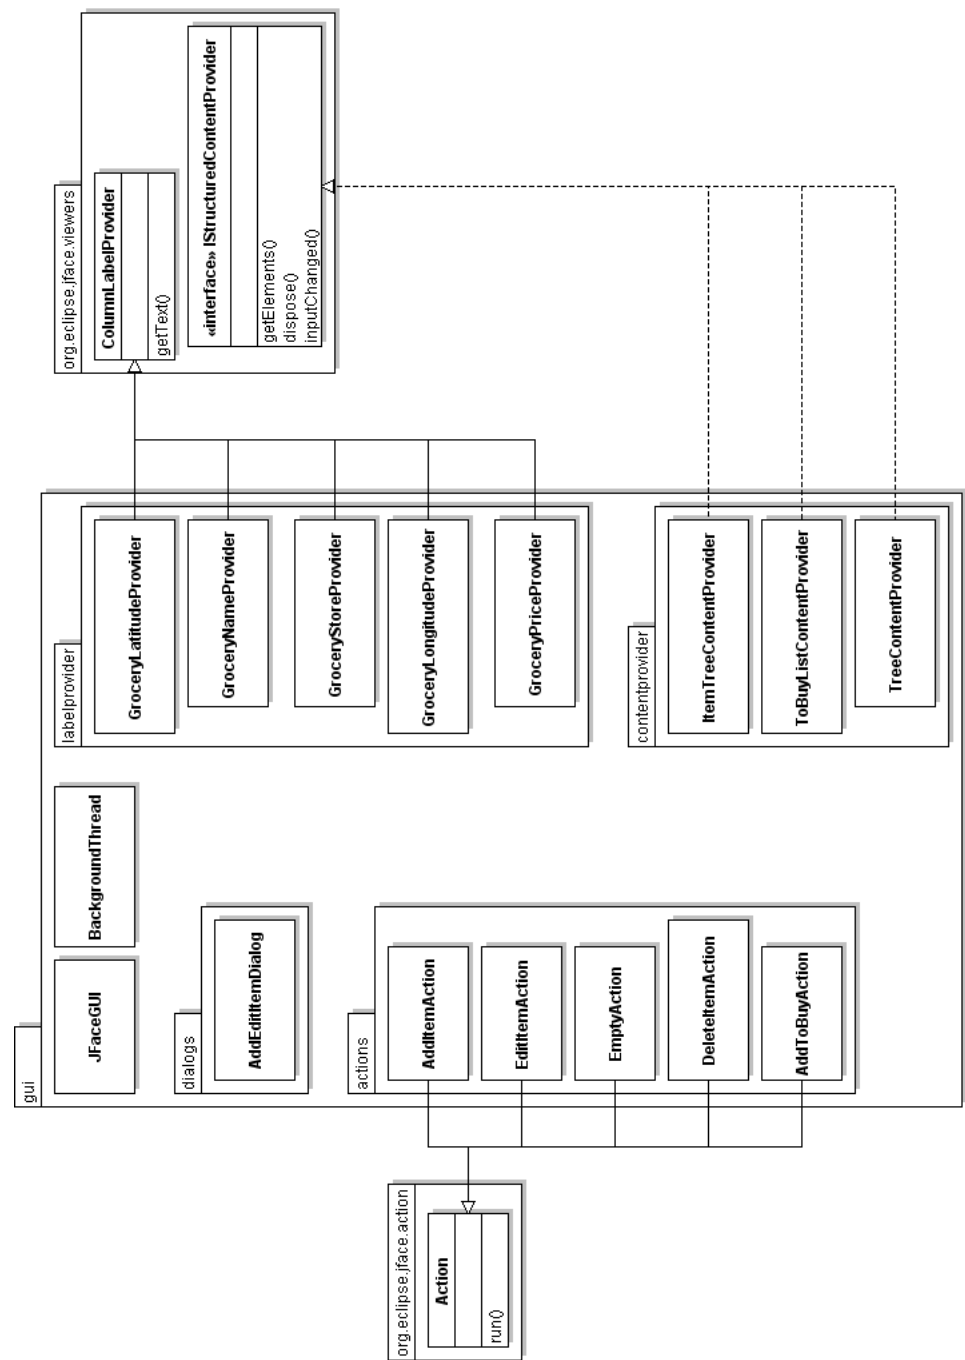 gui
JFaceGUI
BackgroundThread
dialogs
AddEditItemDialog
actions
AddItemAction
EditItemAction
EmptyAction
DeleteItemAction
AddToBuyAction
labelprovider
GroceryLatitudeProvider
GroceryNameProvider
GroceryStoreProvider
GroceryLongitudeProvider
GroceryPriceProvider
contentprovider
ItemTreeContentProvider
ToBuyListContentProvider
TreeContentProvider
org.eclipse.jface.action
Action
run()
org.eclipse.jface.viewers
ColumnLabelProvider
getText()
«interface» IStructuredContentProvider
getElements()
dispose()
inputChanged()